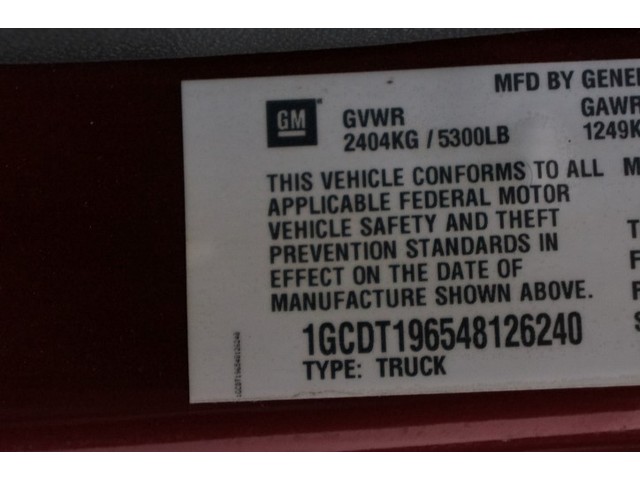 MFD BY GENE
GM GVWR GAWR
2404KG / 5300LB 1249K
THIS VEHICLE CONFORMS TO ALL M
APPLICABLE FEDERAL MOTOR
VEHICLE SAFETY AND THEFT T
PREVENTION STANDARDS IN F
EFFECT ON THE DATE OF F
MANUFACTURE SHOWN ABOVE. S
1GCDT196548126240
TYPE: TRUCK